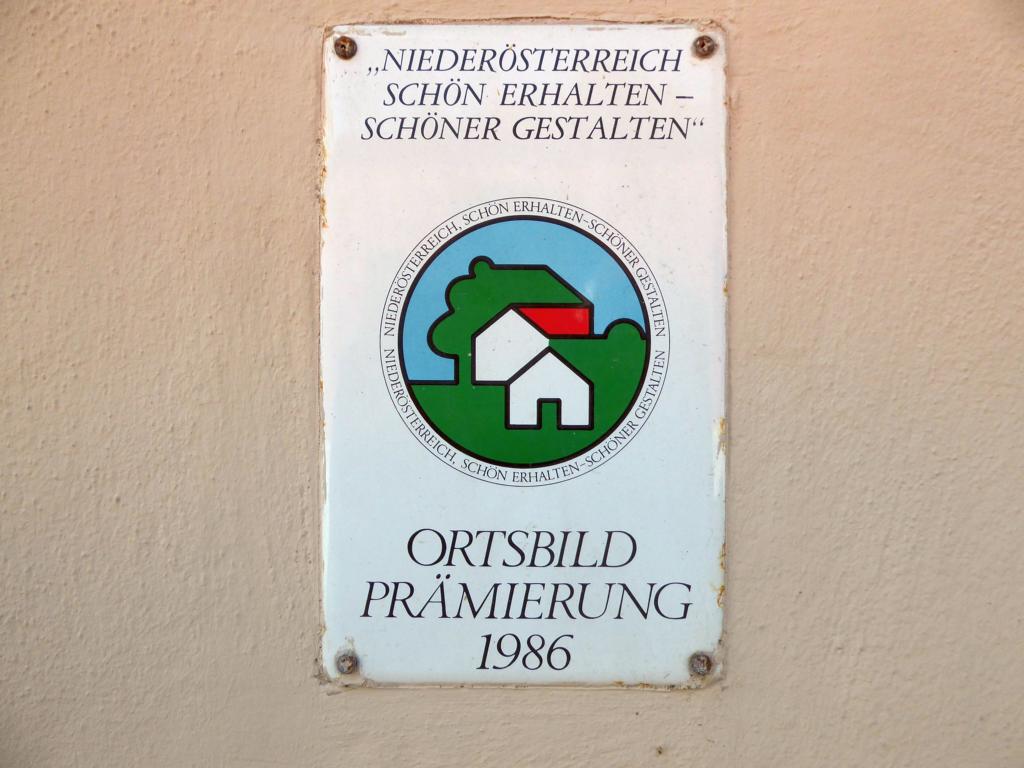 „NIEDERÖSTERREICH
SCHÖN ERHALTEN –
SCHÖNER GESTALTEN“
NIEDERÖSTERREICH, SCHÖN ERHALTEN–SCHÖNER GESTALTEN
NIEDERÖSTERREICH, SCHÖN ERHALTEN–SCHÖNER GESTALTEN
ORTSBILD
PRÄMIERUNG
1986